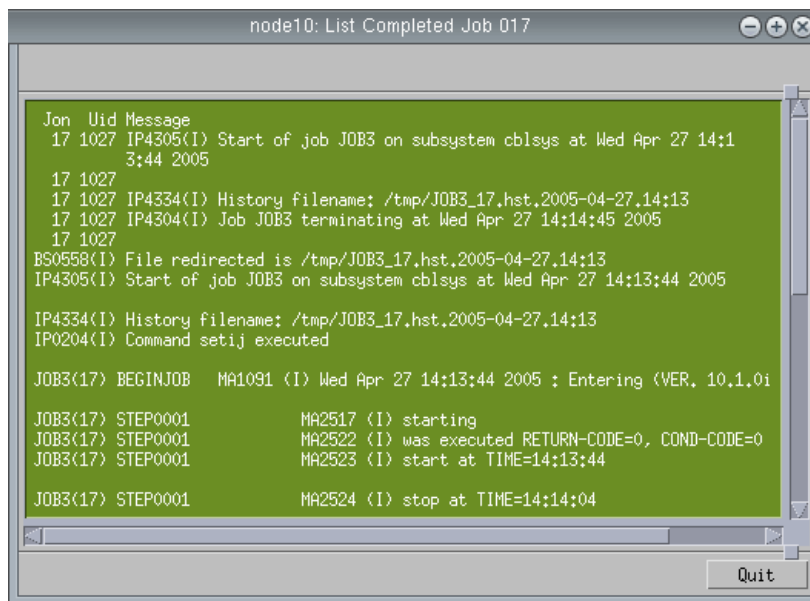 node10: List Completed Job 017
Jon Uid Message
17 1027 IP4305(I) Start of job JOB3 on subsystem cblsys at Wed Apr 27 14:1
3:44 2005
17 1027
17 1027 IP4334(I) History filename: /tmp/JOB3_17.hst.2005-04-27.14:13
17 1027 IP4304(I) Job JOB3 terminating at Wed Apr 27 14:14:45 2005
17 1027
BS0558(I) File redirected is /tmp/JOB3_17.hst.2005-04-27.14:13
IP4305(I) Start of job JOB3 on subsystem cblsys at Wed Apr 27 14:13:44 2005
IP4334(I) History filename: /tmp/JOB3_17.hst.2005-04-27.14:13
IP0204(I) Command setij executed
JOB3(17) BEGINJOB MA1091 (I) Wed Apr 27 14:13:44 2005 : Entering (VER. 10.1.0i
JOB3(17) STEP0001 MA2517 (I) starting
JOB3(17) STEP0001 MA2522 (I) was executed RETURN-CODE=0, COND-CODE=0
JOB3(17) STEP0001 MA2523 (I) start at TIME=14:13:44
JOB3(17) STEP0001 MA2524 (I) stop at TIME=14:14:04
Quit